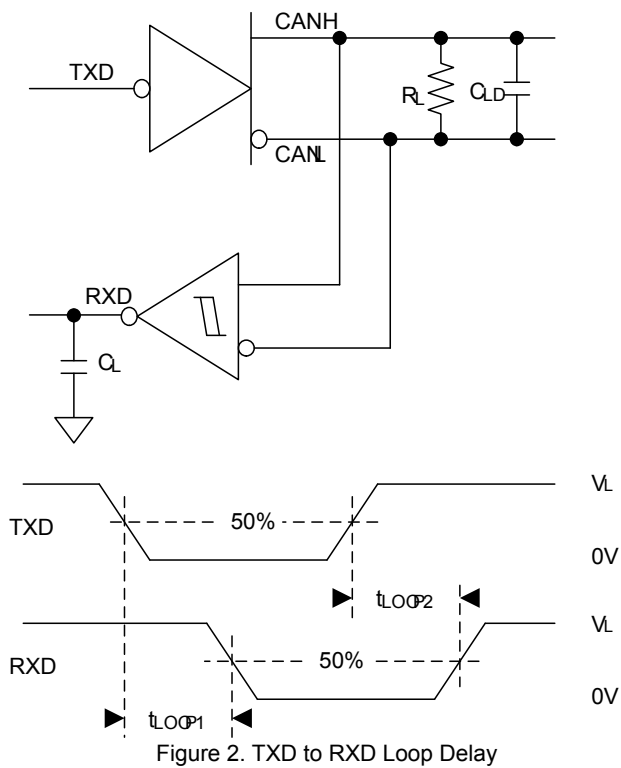 CANH
TXD
RL
CLD
CANL
RXD
CL
VL
TXD
50%
0V
tLOOP2
VL
RXD
50%
0V
tLOOP1
Figure 2. TXD to RXD Loop Delay